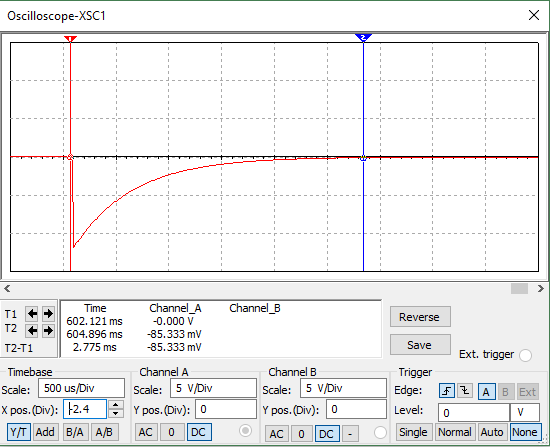 Oscilloscope-XSC1
1
2
T1
T2
T2-T1
Time Channel_A Channel_B
602.121 ms -0.000 V
604.896 ms -85.333 mV
2.775 ms -85.333 mV
Reverse
Save
Ext. trigger
Timebase
Scale: 500 us/Div
X pos.(Div): -2.4
Y/T Add B/A A/B
Channel A
Scale: 5 V/Div
Y pos.(Div): 0
AC 0 DC
Channel B
Scale: 5 V/Div
Y pos.(Div): 0
AC 0 DC -
Trigger
Edge: A B Ext
Level: 0 V
Single Normal Auto None